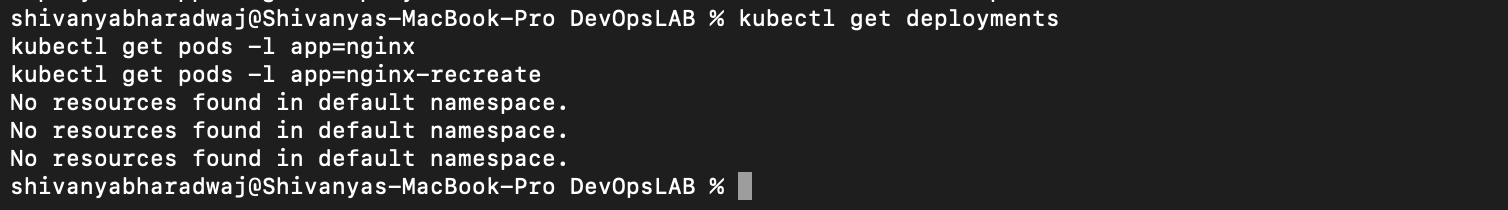 shivanyabharadwaj@Shivanyas-MacBook-Pro DevOpsLAB % kubectl get deployments
kubectl get pods -l app=nginx
kubectl get pods -l app=nginx-recreate
No resources found in default namespace.
No resources found in default namespace.
No resources found in default namespace.
shivanyabharadwaj@Shivanyas-MacBook-Pro DevOpsLAB %